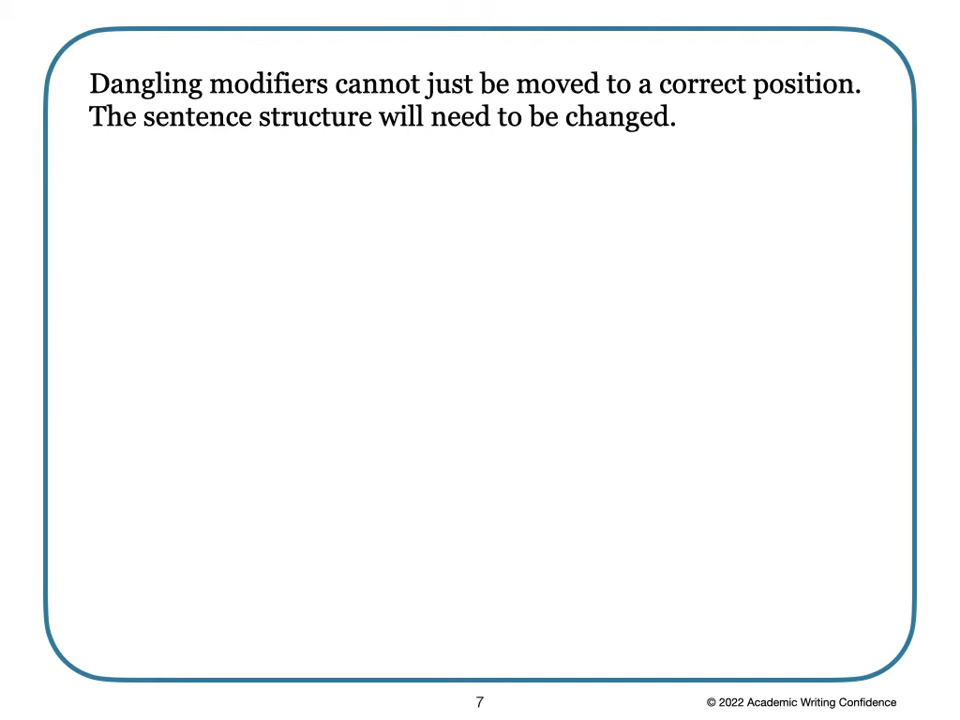 Dangling modifiers cannot just be moved to a correct position.
The sentence structure will need to be changed.
7
© 2022 Academic Writing Confidence